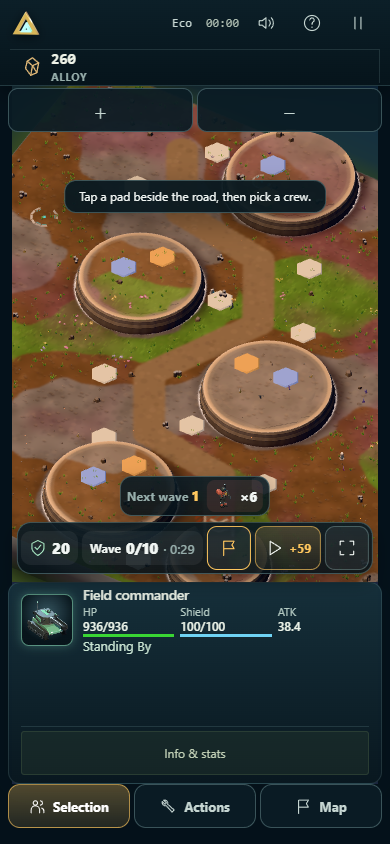 Eco 00:00
260
ALLOY
+ −
Tap a pad beside the road, then pick a crew.
Next wave 1 ×6
20 Wave 0/10 · 0:29 +59
Field commander
HP Shield ATK
936/936 100/100 38.4
Standing By
Info & stats
Selection Actions Map